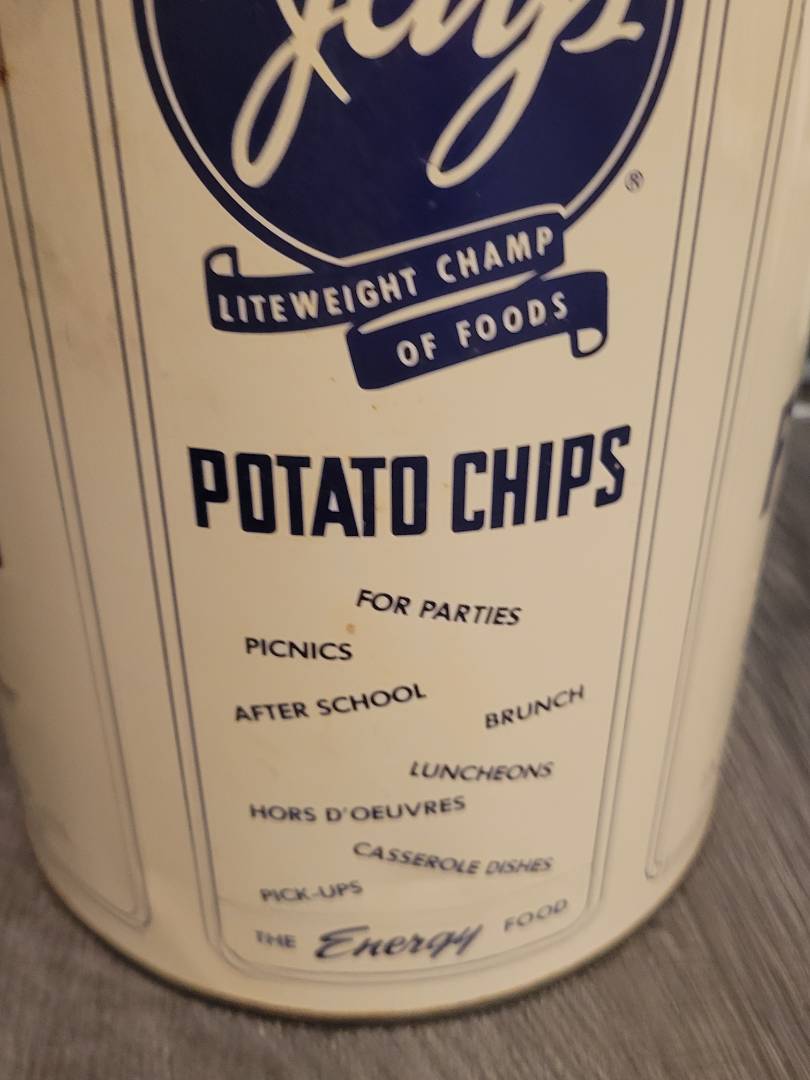 Jays
®
LITEWEIGHT CHAMP
OF FOODS
POTATO CHIPS
FOR PARTIES
PICNICS
AFTER SCHOOL
BRUNCH
LUNCHEONS
HORS D'OEUVRES
CASSEROLE DISHES
PICK-UPS
THE Energy FOOD